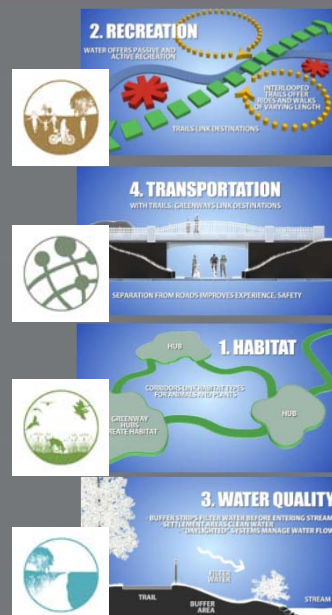 2. RECREATION
WATER OFFERS PASSIVE AND
ACTIVE RECREATION
INTERLOOPED
TRAILS OFFER
RIDES AND WALKS
OF VARYING LENGTH
TRAILS LINK DESTINATIONS
4. TRANSPORTATION
WITH TRAILS, GREENWAYS LINK DESTINATIONS
SEPARATION FROM ROADS IMPROVES EXPERIENCE, SAFETY
HUB
1. HABITAT
CORRIDORS LINK HABITAT TYPES
FOR ANIMALS AND PLANTS
GREENWAY
HUBS
CREATE HABITAT
HUB
3. WATER QUALITY
BUFFER STRIPS FILTER WATER BEFORE ENTERING STREAM
SETTLEMENT AREAS CLEAN WATER
"DAYLIGHTED" SYSTEMS MANAGE WATER FLOW
FILTER
WATER
TRAIL
BUFFER
AREA
STREAM